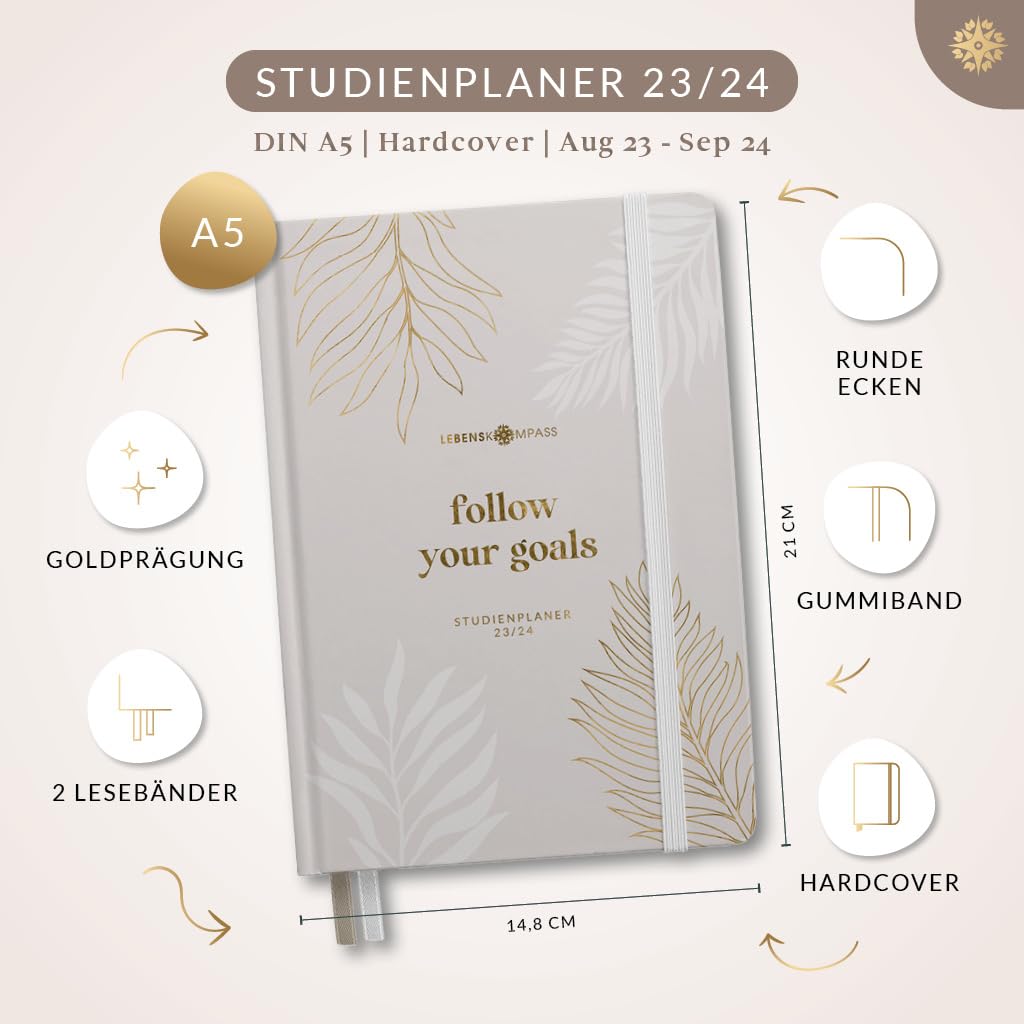 STUDIENPLANER 23/24
DIN A5 | Hardcover | Aug 23 - Sep 24
A5
RUNDE
ECKEN
LEBENSKOMPASS
follow
your goals
STUDIENPLANER
23/24
GOLDPRÄGUNG
21 CM
GUMMIBAND
2 LESEBÄNDER
HARDCOVER
14,8 CM